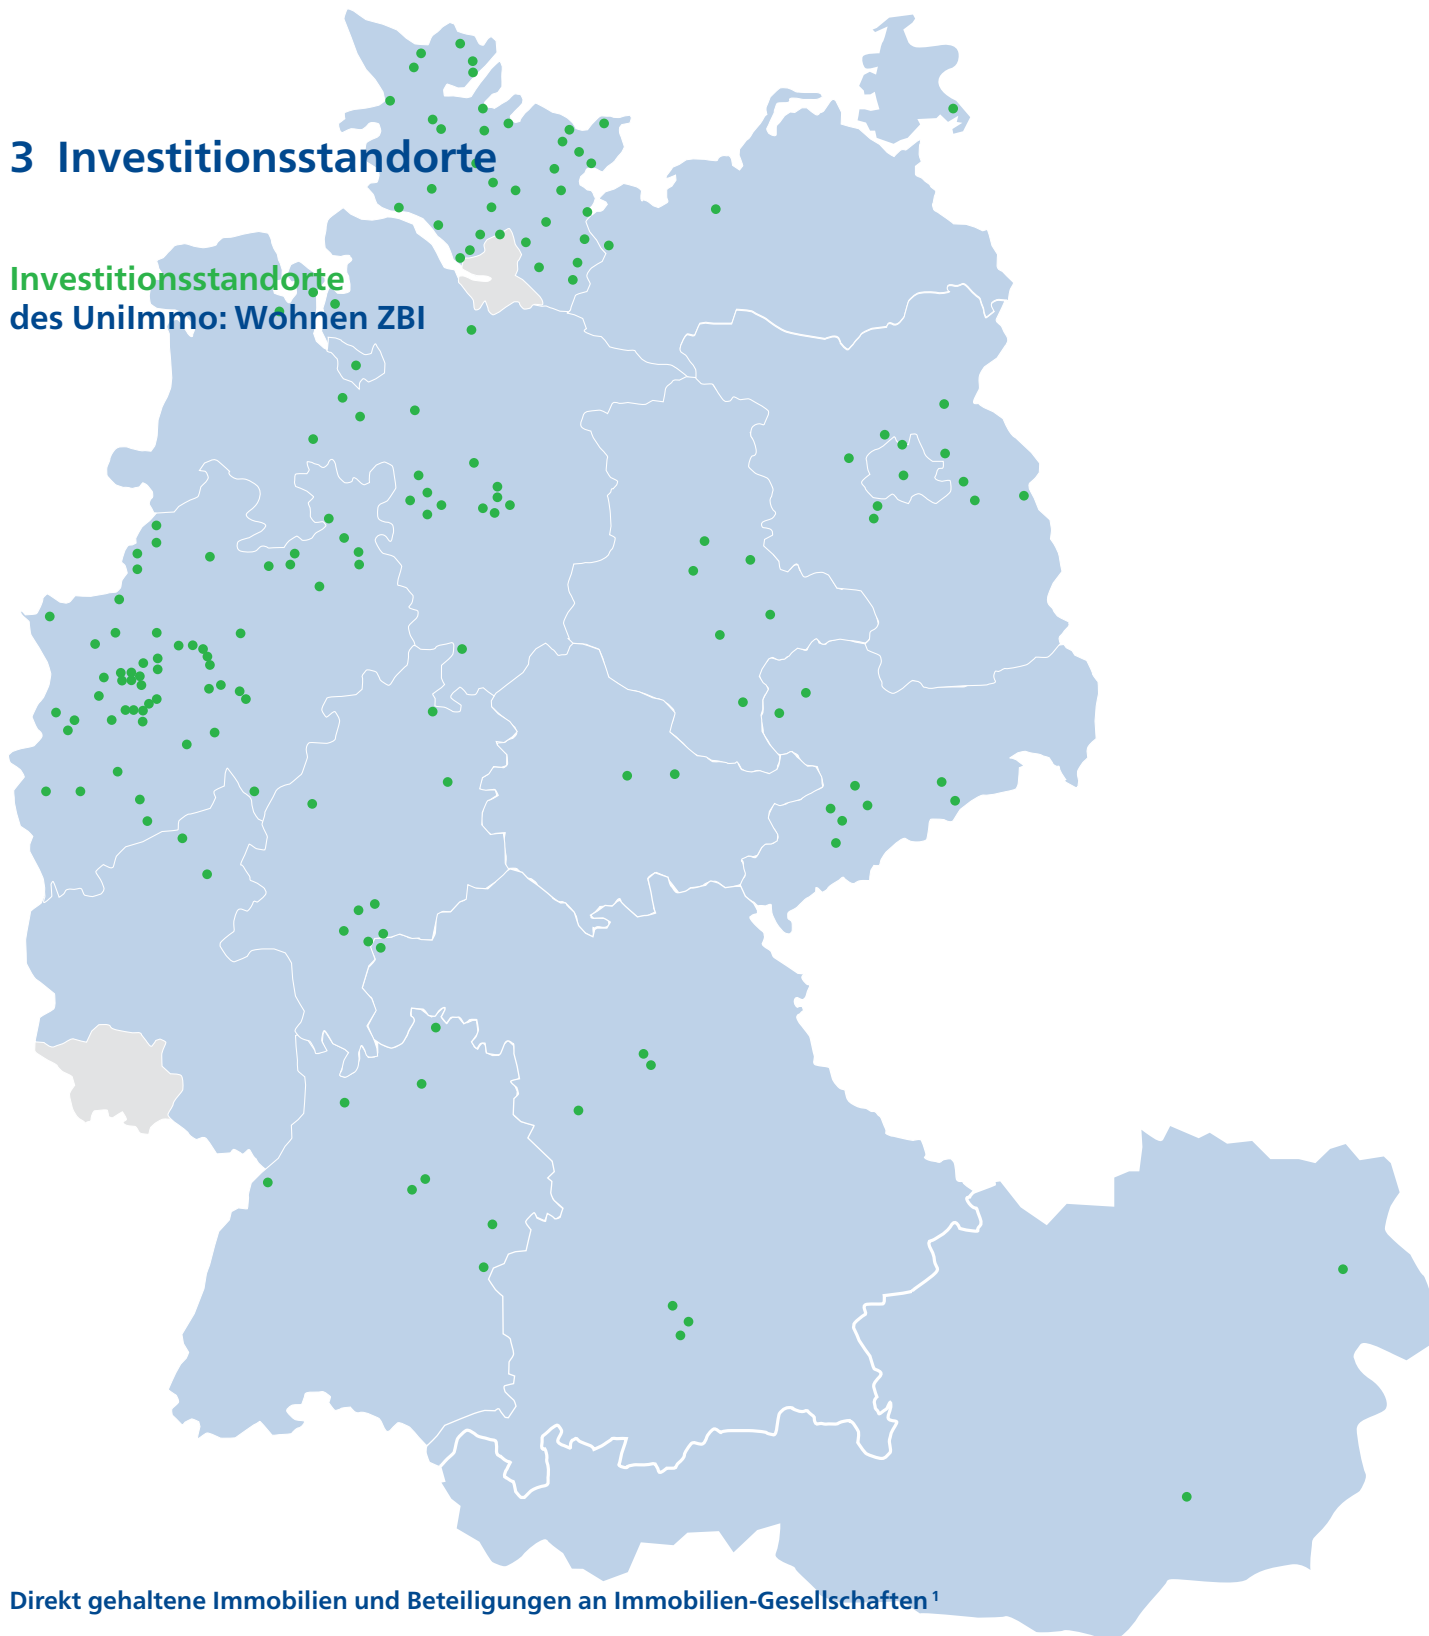 3 Investitionsstandorte
Investitionsstandorte
des UniImmo: Wohnen ZBI
Direkt gehaltene Immobilien und Beteiligungen an Immobilien-Gesellschaften¹